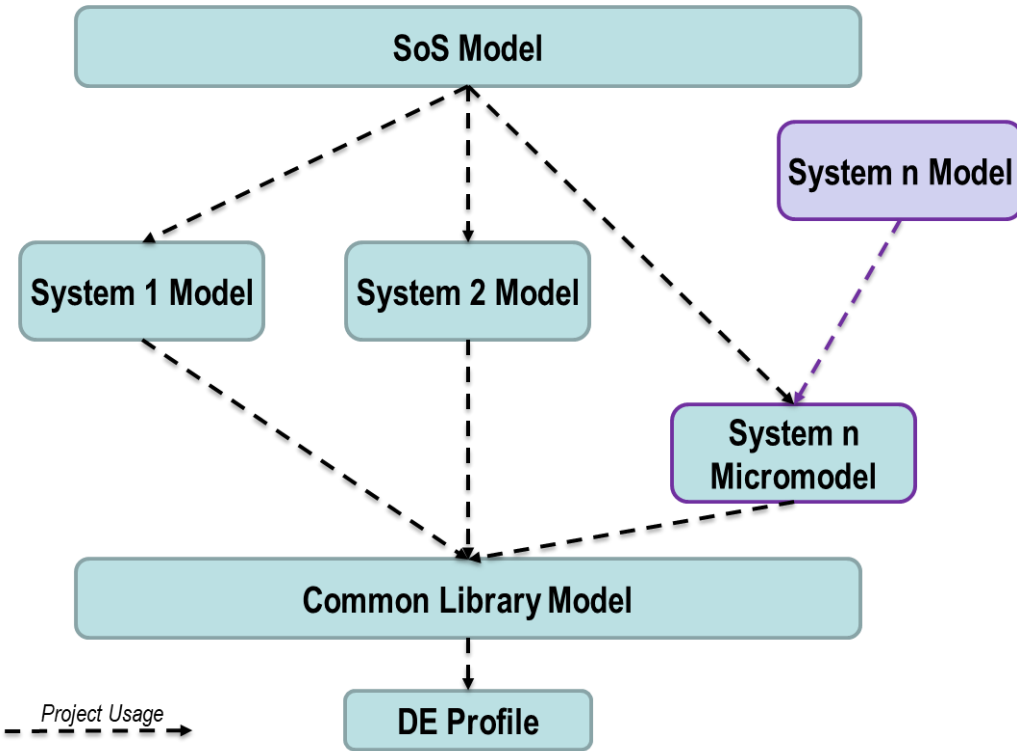 SoS Model
System n Model
System 1 Model
System 2 Model
System n
Micromodel
Common Library Model
Project Usage
DE Profile